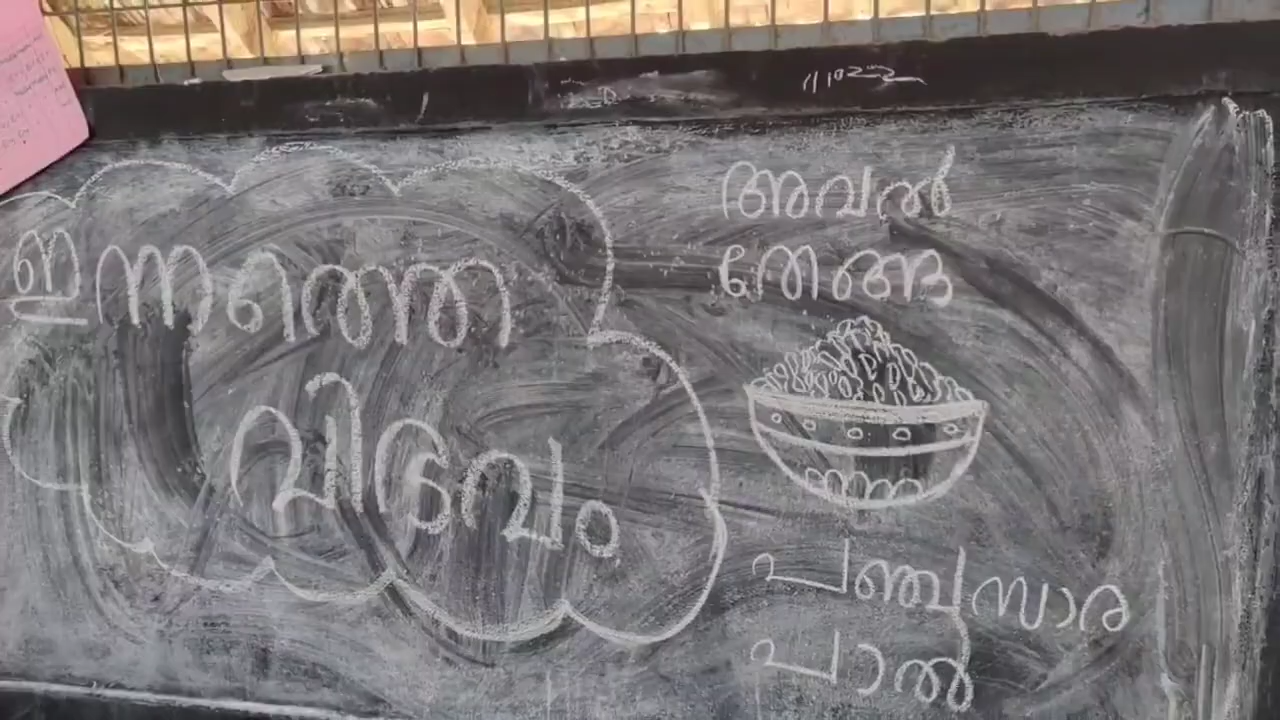 ഇന്നത്തെ
വിഭവം
അവൽ
തേങ്ങ
പഞ്ചസാര
പാൽ